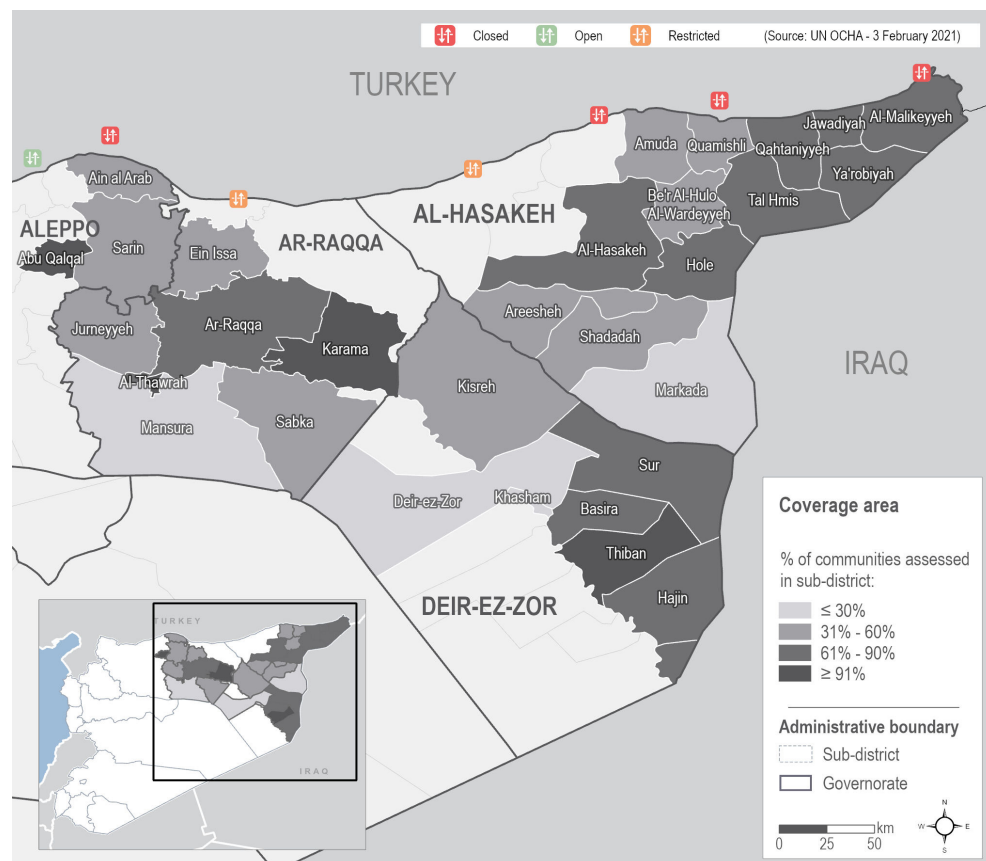 Closed
Open
Restricted
(Source: UN OCHA - 3 February 2021)
TURKEY
Al-Malikeyyeh
Jawadiyah
Amuda
Quamishli
Qahtaniyyeh
Ya'robiyah
Ain al Arab
Be'r Al-Hulo
Al-Wardeyyeh
Tal Hmis
AL-HASAKEH
ALEPPO
Sarin
Ein Issa
AR-RAQQA
Abu Qalqal
Al-Hasakeh
Hole
Areesheh
Jurneyyeh
Ar-Raqqa
Karama
Shadadah
IRAQ
Al-Thawrah
Kisreh
Markada
Mansura
Sabka
Sur
Deir-ez-Zor
Khasham
Basira
Thiban
DEIR-EZ-ZOR
Hajin
Coverage area
% of communities assessed
in sub-district:
≤ 30%
31% - 60%
61% - 90%
≥ 91%
Administrative boundary
Sub-district
Governorate
km
0 25 50
N
W E
S
TURKEY
IRAQ